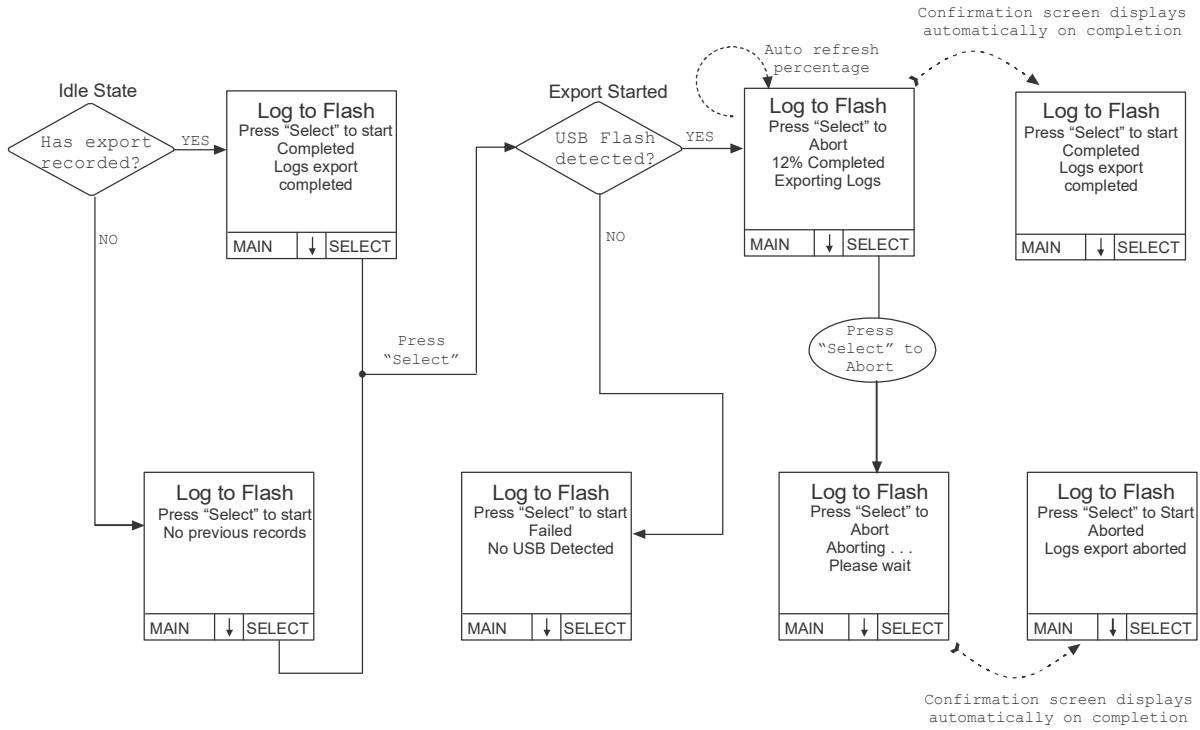 Confirmation screen displays
automatically on completion
Auto refresh
percentage
Idle State
Has export
recorded?
YES
NO
Log to Flash
Press “Select” to start
Completed
Logs export
completed
MAIN ↓ SELECT
Press
“Select”
Export Started
USB Flash
detected?
YES
NO
Log to Flash
Press “Select” to
Abort
12% Completed
Exporting Logs
MAIN ↓ SELECT
Log to Flash
Press “Select” to start
Completed
Logs export
completed
MAIN ↓ SELECT
Press
“Select” to
Abort
Log to Flash
Press “Select” to start
No previous records
MAIN ↓ SELECT
Log to Flash
Press “Select” to start
Failed
No USB Detected
MAIN ↓ SELECT
Log to Flash
Press “Select” to
Abort
Aborting . . .
Please wait
MAIN ↓ SELECT
Log to Flash
Press “Select” to Start
Aborted
Logs export aborted
MAIN ↓ SELECT
Confirmation screen displays
automatically on completion